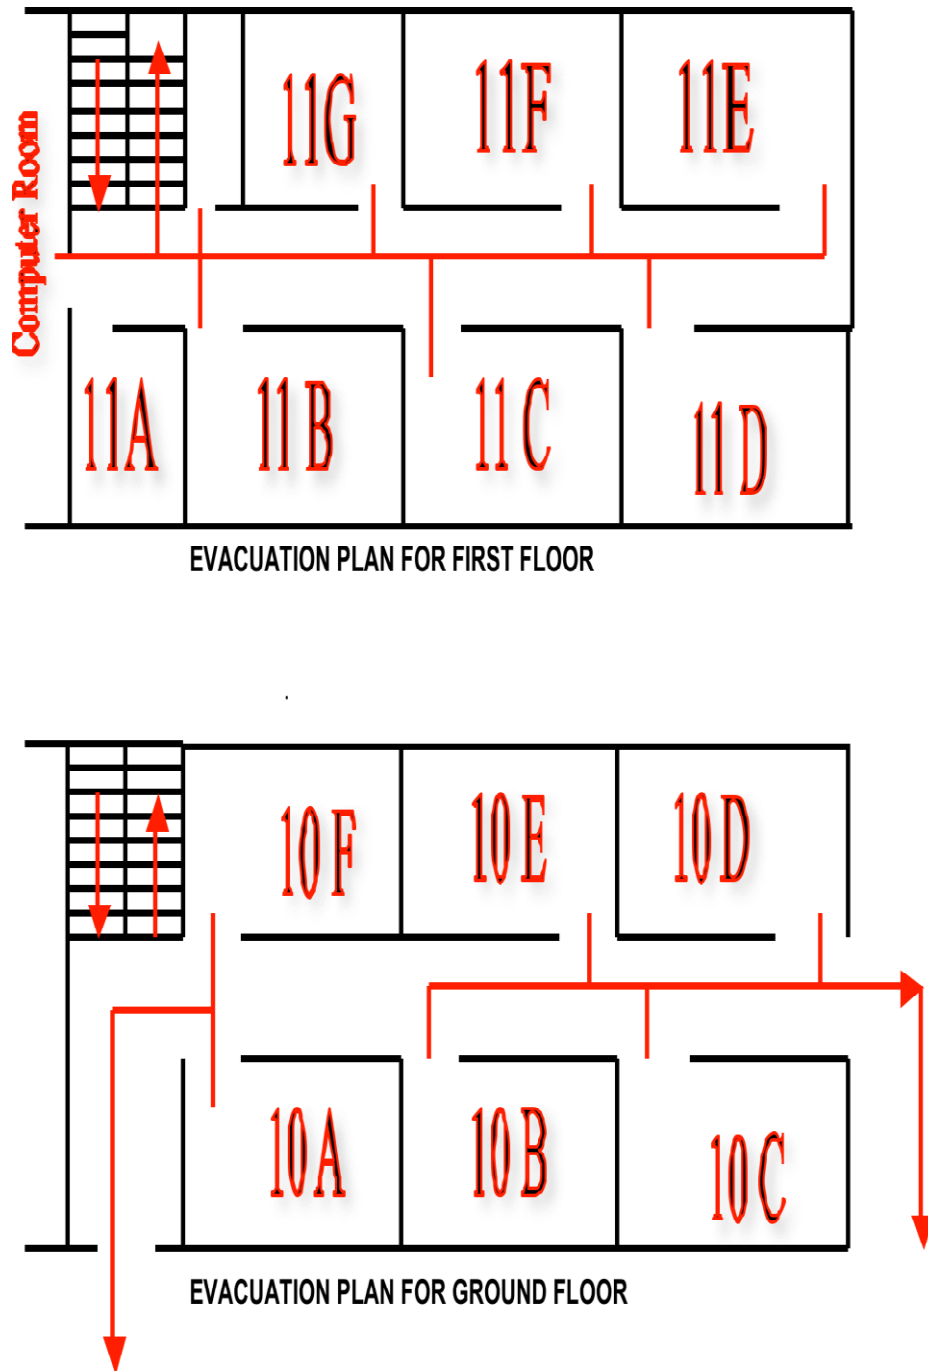 11G 11F 11E
Computer Room
11A 11B 11C 11D
EVACUATION PLAN FOR FIRST FLOOR
10F 10E 10D
10A 10B 10C
EVACUATION PLAN FOR GROUND FLOOR